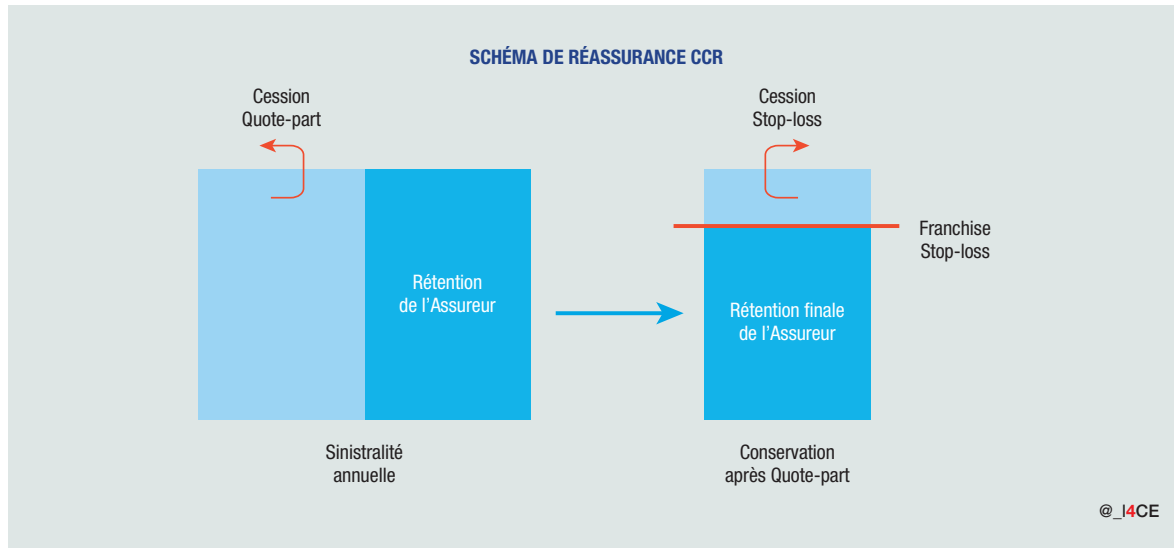 SCHÉMA DE RÉASSURANCE CCR
Cession
Quote-part
Cession
Stop-loss
Franchise
Stop-loss
Rétention
de l'Assureur
Rétention finale
de l'Assureur
Sinistralité
annuelle
Conservation
après Quote-part
@_I4CE